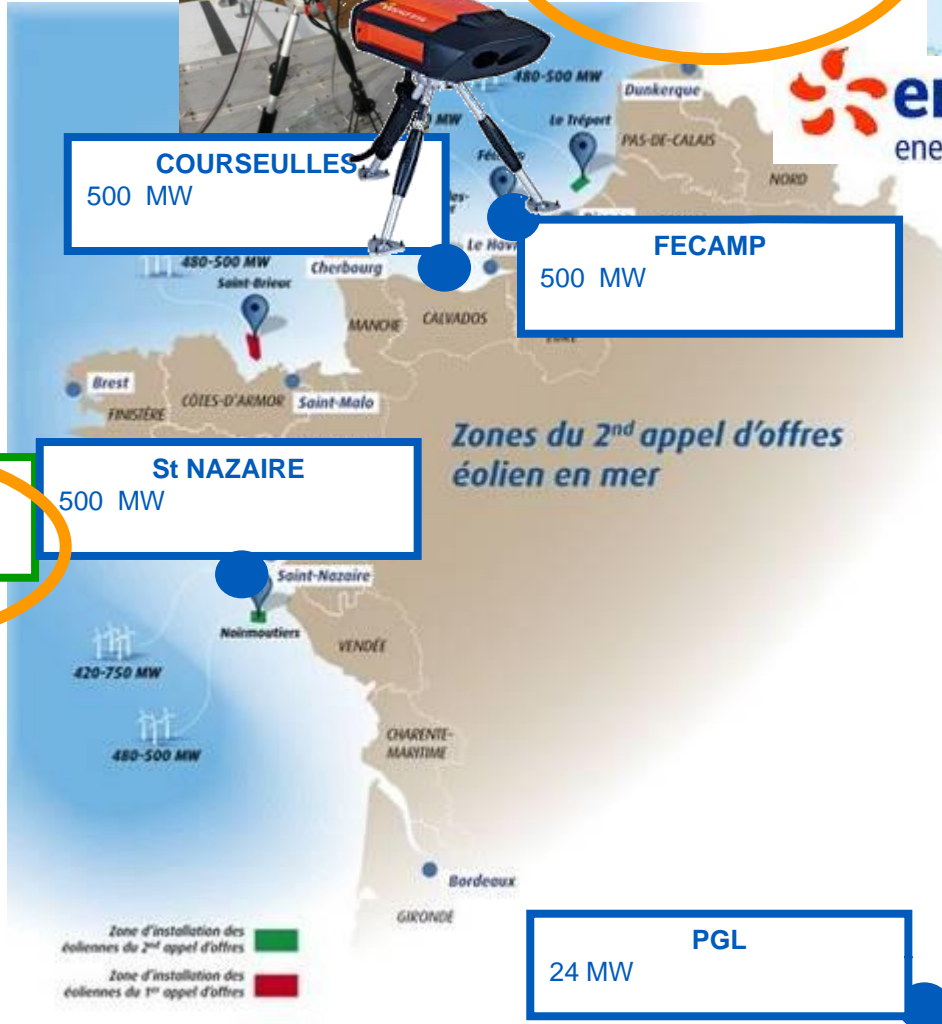 480-500 MW
Dunkerque
MW
Le Tréport
PAS-DE-CALAIS
ene
NORD
COURSEULLES
500 MW
FECAMP
500 MW
480-500 MW
Saint-Brieuc
Cherbourg
MANCHE
CALVADOS
Brest
FINISTÈRE
CÔTES-D'ARMOR
Saint-Malo
Zones du 2nd appel d'offres
éolien en mer
St NAZAIRE
500 MW
Saint-Nazaire
Noirmoutiers
VENDÉE
420-750 MW
480-500 MW
CHARENTE-
MARITIME
Bordeaux
GIRONDE
Zone d'installation des
éoliennes du 2nd appel d'offres
Zone d'installation des
éoliennes du 1er appel d'offres
PGL
24 MW